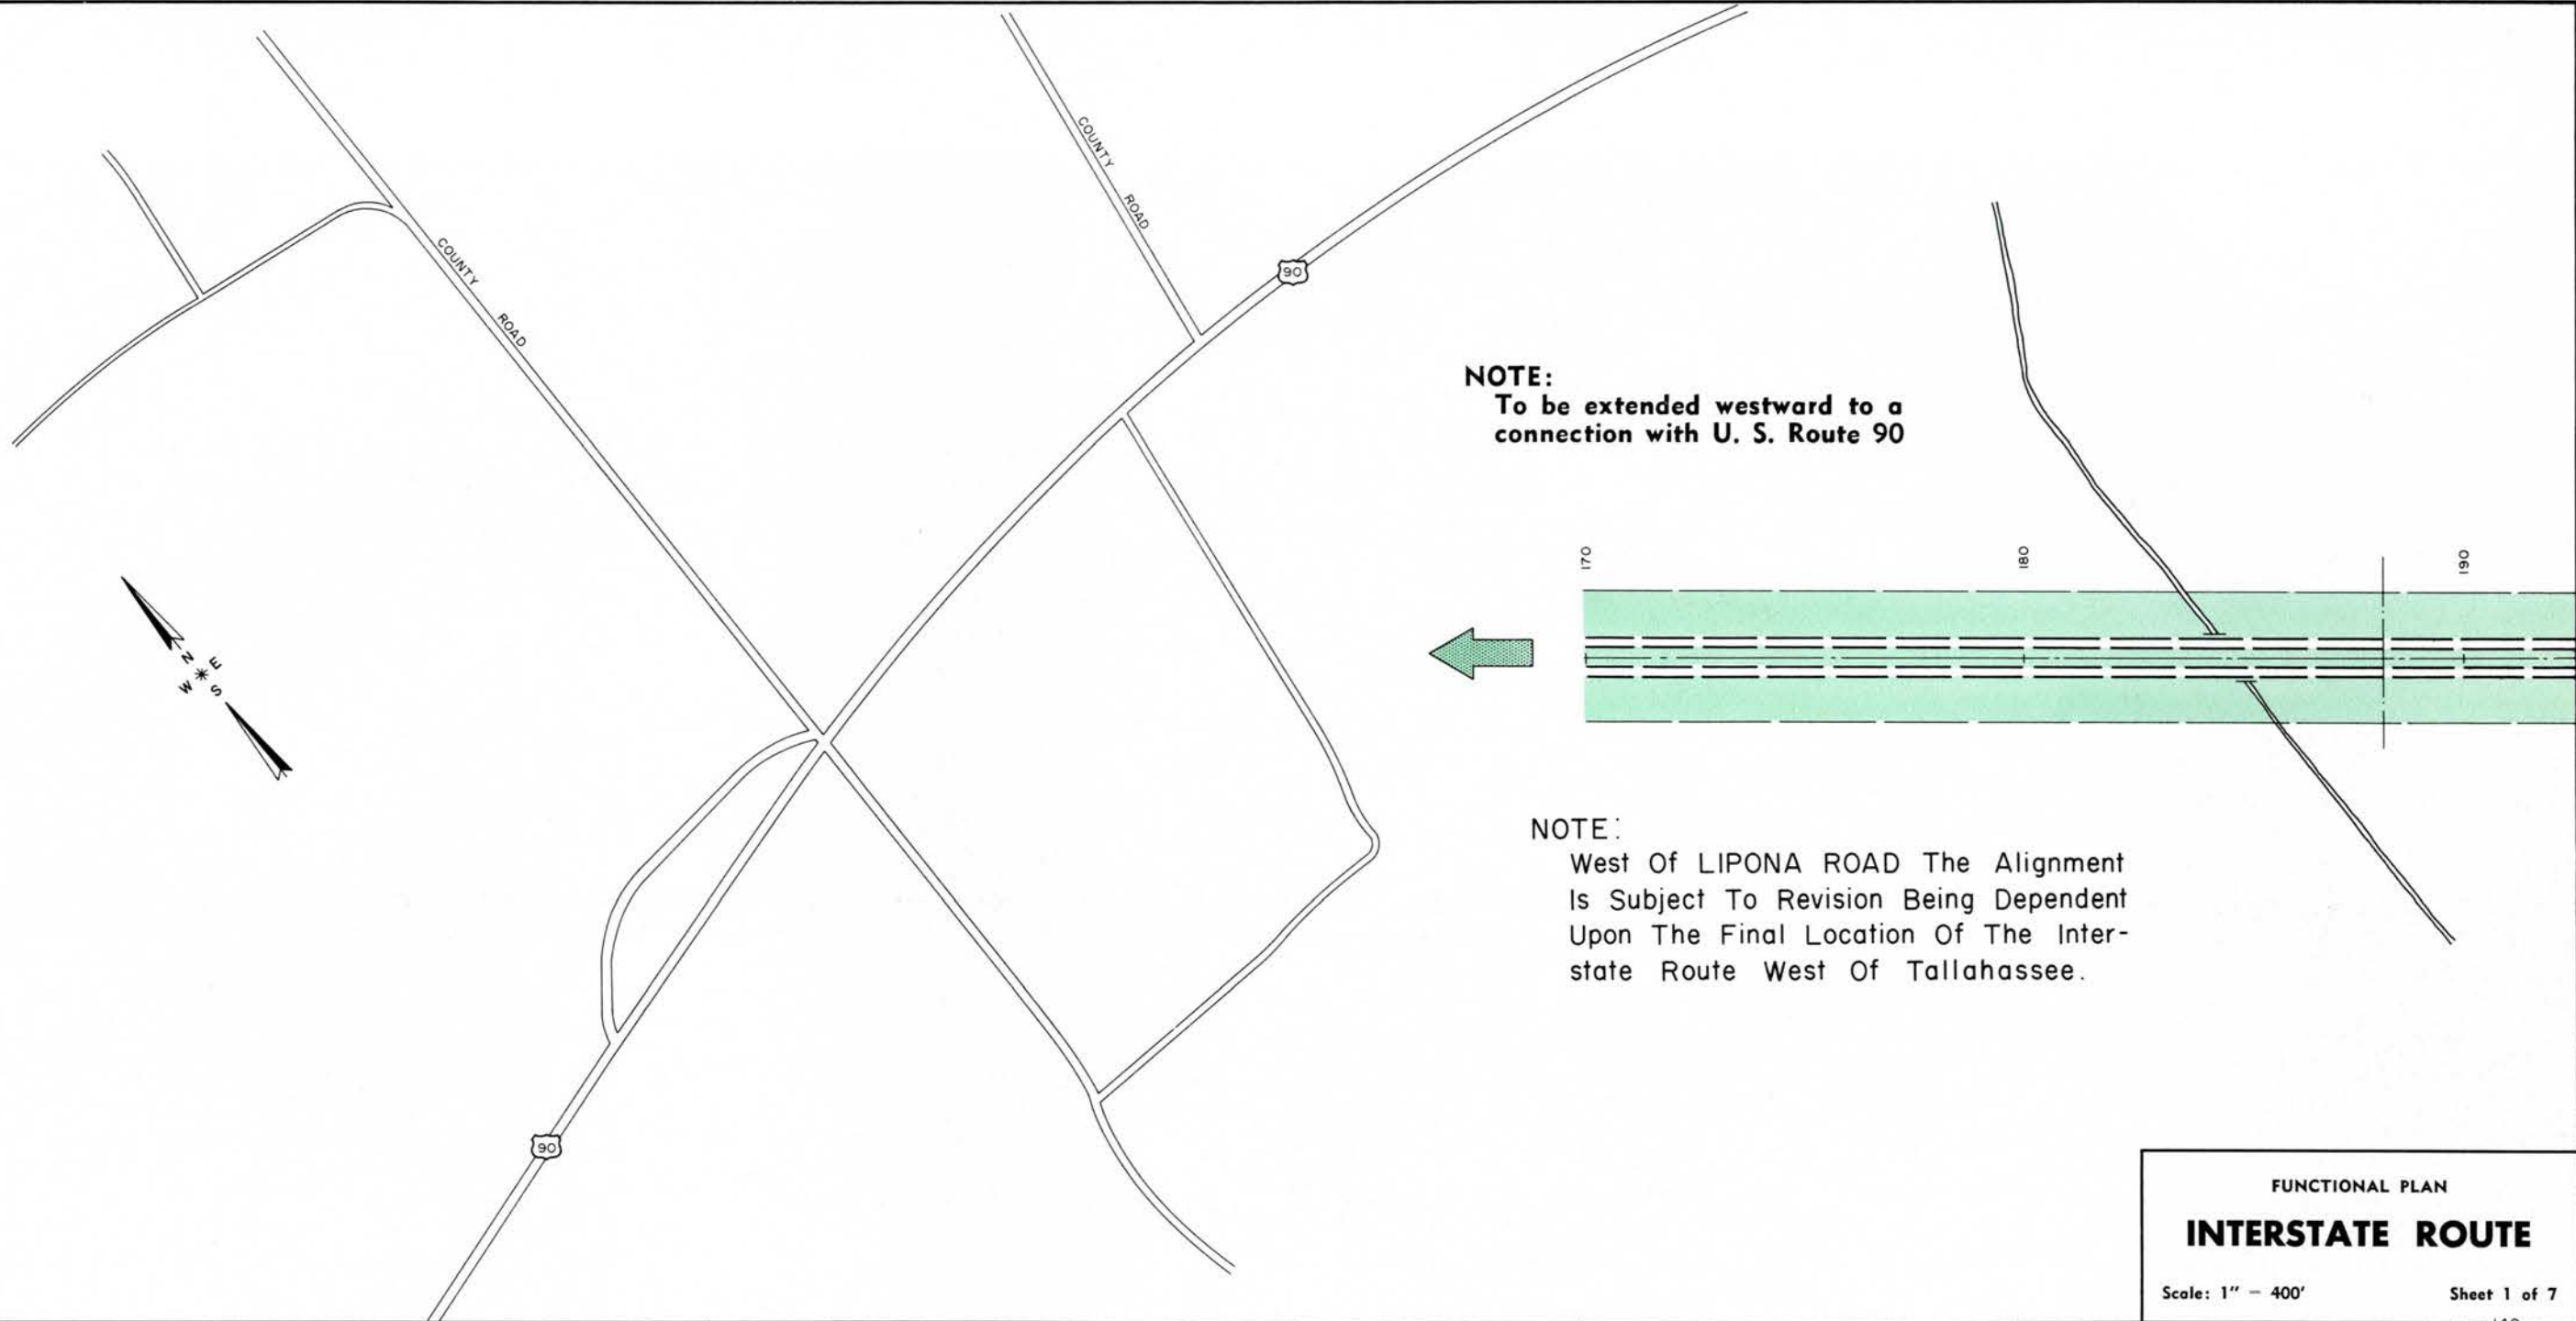 COUNTY ROAD
COUNTY ROAD
90
NOTE:
To be extended westward to a
connection with U. S. Route 90
170
180
190
N
E
W
S
NOTE:
West Of LIPONA ROAD The Alignment
Is Subject To Revision Being Dependent
Upon The Final Location Of The Inter-
state Route West Of Tallahassee.
90
FUNCTIONAL PLAN
INTERSTATE ROUTE
Scale: 1" — 400'
Sheet 1 of 7